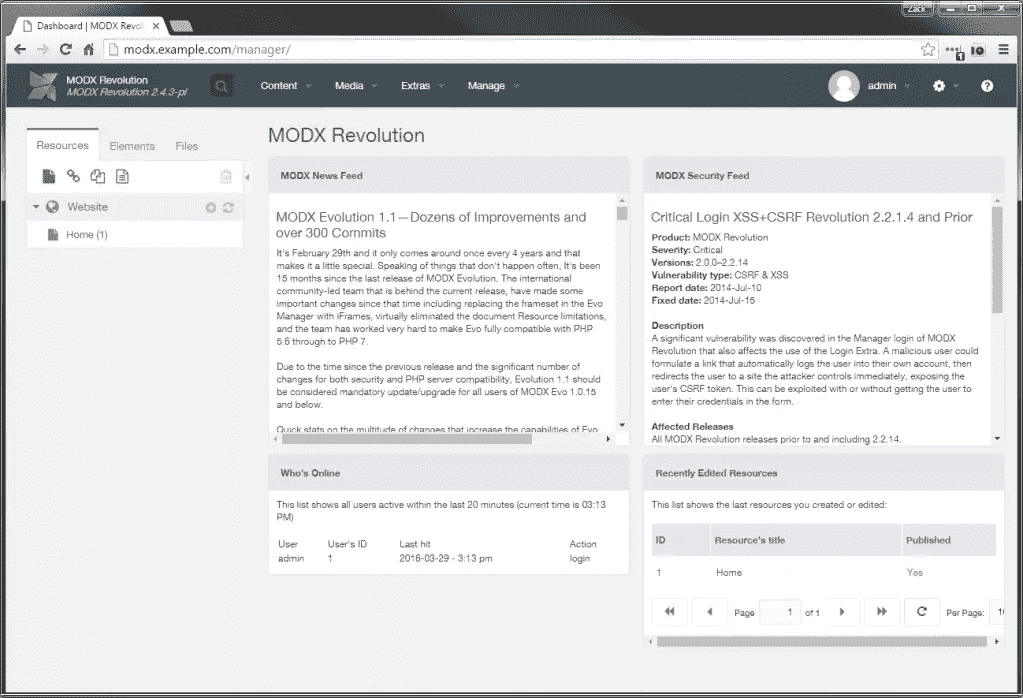 Zack
Dashboard | MODX Revol
modx.example.com/manager/
MODX Revolution
MODX Revolution 2.4.3-pl
Content
Media
Extras
Manage
admin
Resources
Elements
Files
Website
Home (1)
MODX Revolution
MODX News Feed
MODX Evolution 1.1—Dozens of Improvements and
over 300 Commits
It's February 29th and it only comes around once every 4 years and that
makes it a little special. Speaking of things that don't happen often, It's been
15 months since the last release of MODX Evolution. The international
community-led team that is behind the current release, have made some
important changes since that time including replacing the frameset in the Evo
Manager with iFrames, virtually eliminated the document Resource limitations,
and the team has worked very hard to make Evo fully compatible with PHP
5.6 through to PHP 7.
Due to the time since the previous release and the significant number of
changes for both security and PHP server compatibility, Evolution 1.1 should
be considered mandatory update/upgrade for all users of MODX Evo 1.0.15
and below.
Quick stats on the multitude of changes that increase the capabilities of Evo
MODX Security Feed
Critical Login XSS+CSRF Revolution 2.2.1.4 and Prior
Product: MODX Revolution
Severity: Critical
Versions: 2.0.0–2.2.14
Vulnerability type: CSRF & XSS
Report date: 2014-Jul-10
Fixed date: 2014-Jul-15
Description
A significant vulnerability was discovered in the Manager login of MODX
Revolution that also affects the use of the Login Extra. A malicious user could
formulate a link that automatically logs the user into their own account, then
redirects the user to a site the attacker controls immediately, exposing the
user's CSRF token. This can be exploited with or without getting the user to
enter their credentials in the form.
Affected Releases
All MODX Revolution releases prior to and including 2.2.14.
Who's Online
This list shows all users active within the last 20 minutes (current time is 03:13
PM)
User User's ID Last hit Action
admin 1 2016-03-29 - 3:13 pm login
Recently Edited Resources
This list shows the last resources you created or edited:
ID Resource's title Published
1 Home Yes
Page 1 of 1 Per Page: